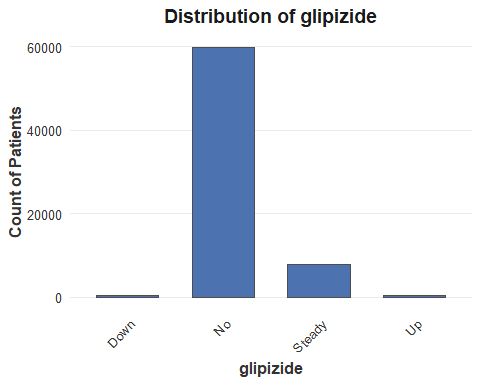 Distribution of glipizide
Count of Patients
60000
40000
20000
0
Down
No
Steady
Up
glipizide